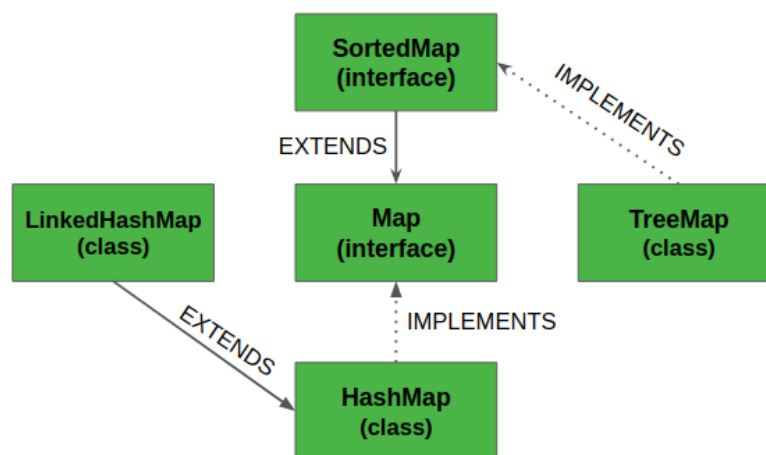 SortedMap
(interface)
IMPLEMENTS
EXTENDS
LinkedHashMap
(class)
Map
(interface)
TreeMap
(class)
EXTENDS
IMPLEMENTS
HashMap
(class)